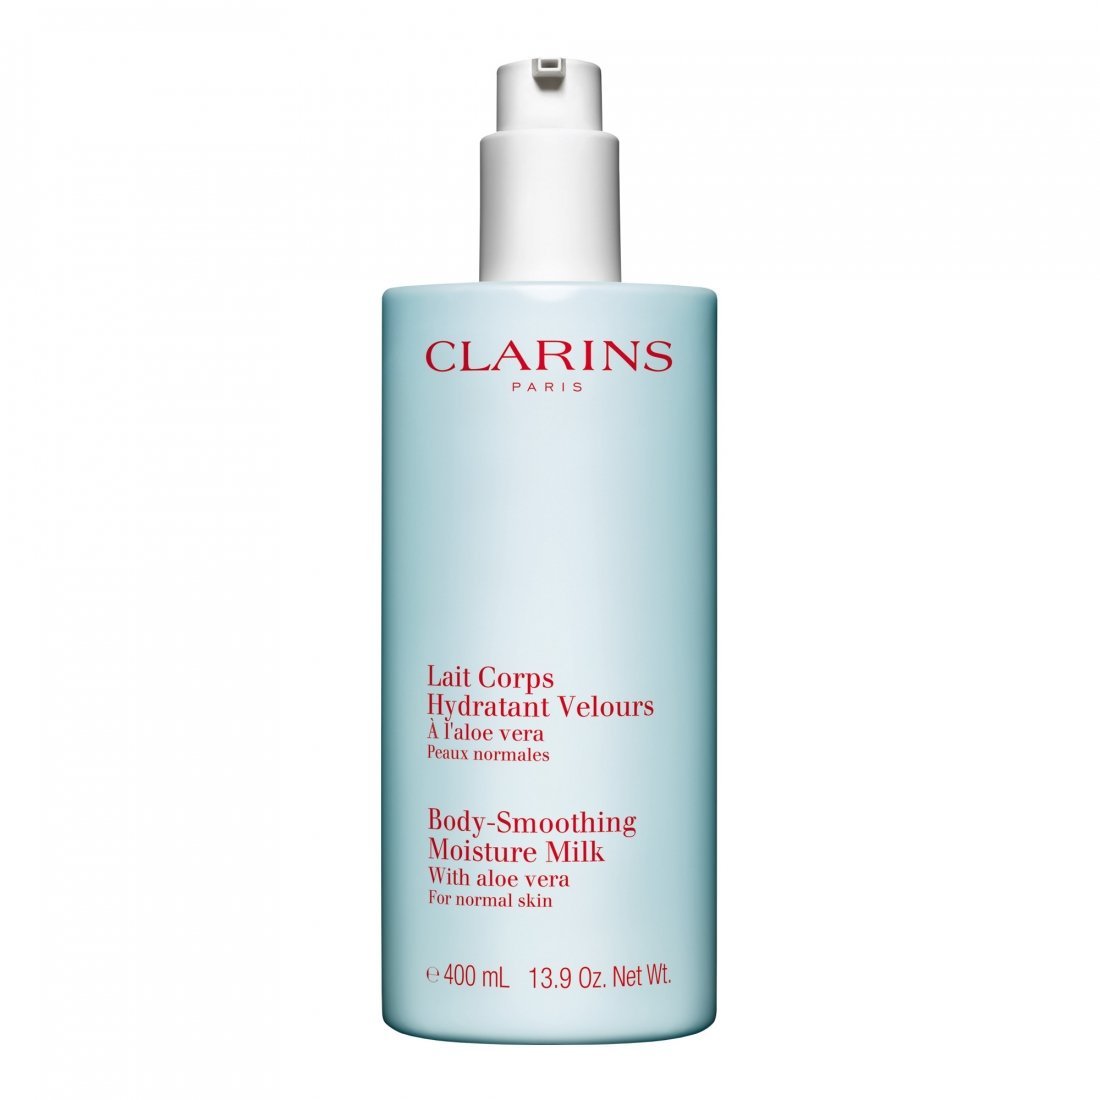 CLARINS
PARIS
Lait Corps
Hydratant Velours
À l'aloe vera
Peaux normales
Body-Smoothing
Moisture Milk
With aloe vera
For normal skin
℮ 400 mL 13.9 Oz. Net Wt.